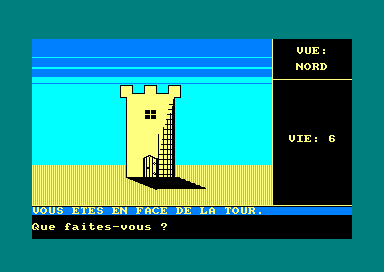 VUE:
NORD
VIE: 6
VOUS ETES EN FACE DE LA TOUR.
Que faites-vous ?